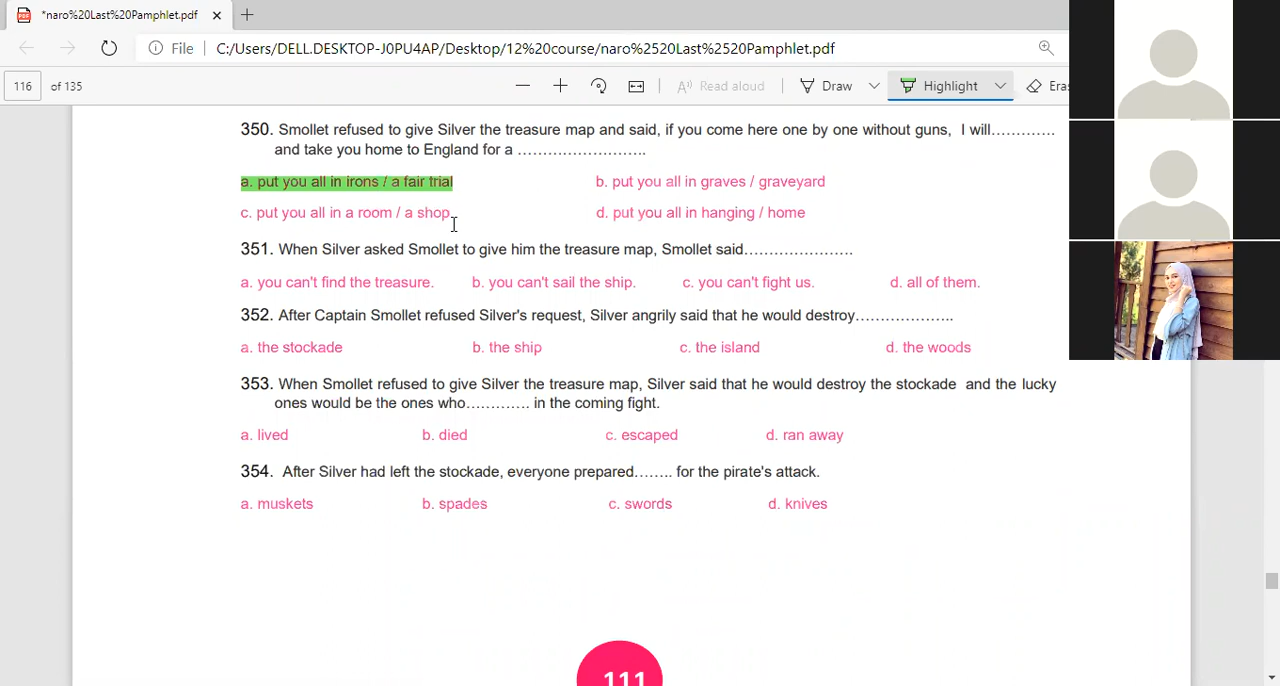 *naro%20Last%20Pamphlet.pdf
File C:/Users/DELL.DESKTOP-J0PU4AP/Desktop/12%20course/naro%2520Last%2520Pamphlet.pdf
116 of 135 Read aloud Draw Highlight Eras
350. Smollet refused to give Silver the treasure map and said, if you come here one by one without guns, I will………….
and take you home to England for a ……………………..
a. put you all in irons / a fair trial b. put you all in graves / graveyard
c. put you all in a room / a shop. d. put you all in hanging / home
351. When Silver asked Smollet to give him the treasure map, Smollet said………………….
a. you can't find the treasure. b. you can't sail the ship. c. you can't fight us. d. all of them.
352. After Captain Smollet refused Silver's request, Silver angrily said that he would destroy………………..
a. the stockade b. the ship c. the island d. the woods
353. When Smollet refused to give Silver the treasure map, Silver said that he would destroy the stockade and the lucky
ones would be the ones who…………. in the coming fight.
a. lived b. died c. escaped d. ran away
354. After Silver had left the stockade, everyone prepared…….. for the pirate's attack.
a. muskets b. spades c. swords d. knives
111